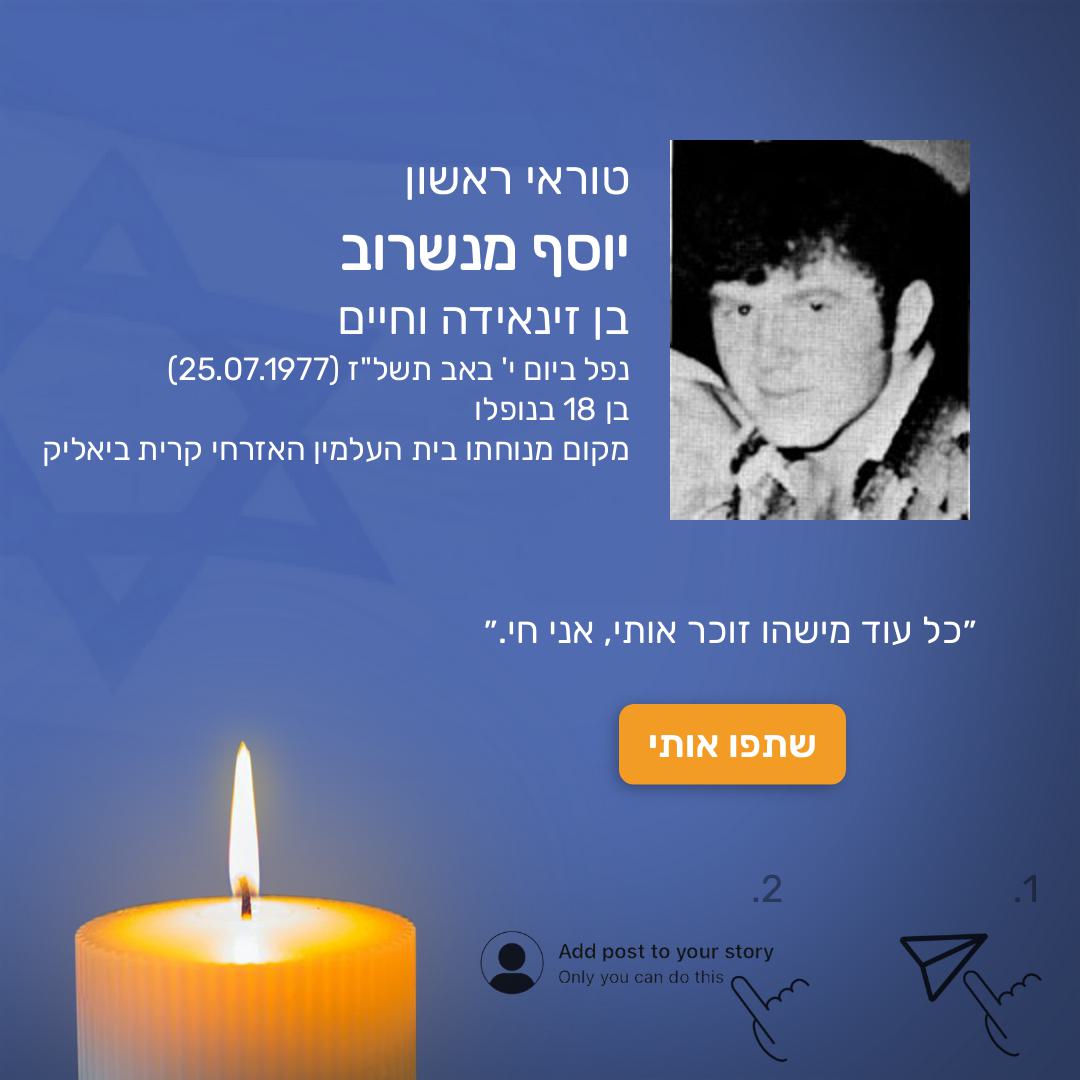 טוראי ראשון
יוסף מנשרוב
בן זינאידה וחיים
נפל ביום י' באב תשל"ז (25.07.1977)
בן 18 בנופלו
מקום מנוחתו בית העלמין האזרחי קרית ביאליק
״כל עוד מישהו זוכר אותי, אני חי.״
שתפו אותי
.1
.2
Add post to your story
Only you can do this